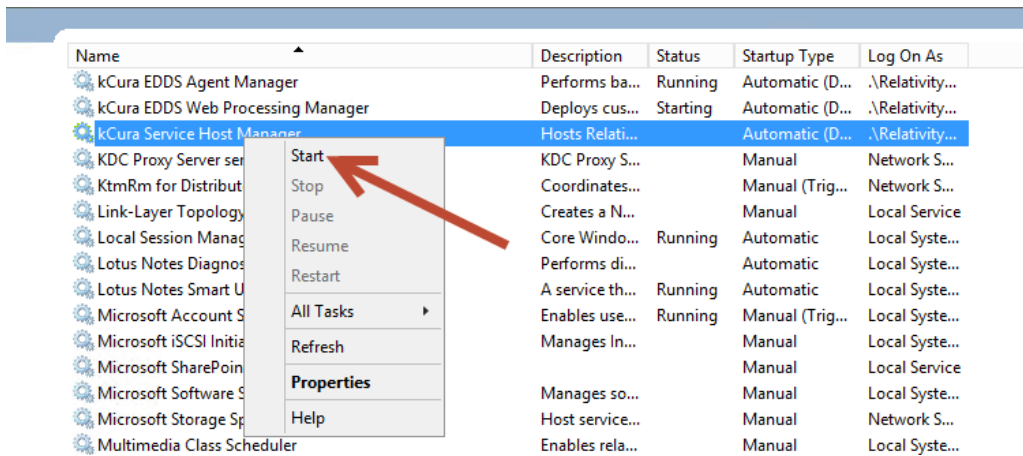 Name Description Status Startup Type Log On As
kCura EDDS Agent Manager Performs ba... Running Automatic (D... .\Relativity...
kCura EDDS Web Processing Manager Deploys cus... Starting Automatic (D... .\Relativity...
kCura Service Host Manager Hosts Relati... Automatic (D... .\Relativity...
KDC Proxy Server ser KDC Proxy S... Manual Network S...
KtmRm for Distribut Coordinates... Manual (Trig... Network S...
Link-Layer Topology Creates a N... Manual Local Service
Local Session Manag Core Windo... Running Automatic Local Syste...
Lotus Notes Diagnos Performs di... Automatic Local Syste...
Lotus Notes Smart U A service th... Running Automatic Local Syste...
Microsoft Account S Enables use... Running Manual (Trig... Local Syste...
Microsoft iSCSI Initia Manages In... Manual Local Syste...
Microsoft SharePoin Manual Local Service
Microsoft Software S Manages so... Manual Local Syste...
Microsoft Storage Sp Host service... Manual Network S...
Multimedia Class Scheduler Enables rela... Manual Local Syste...
Start
Stop
Pause
Resume
Restart
All Tasks
Refresh
Properties
Help